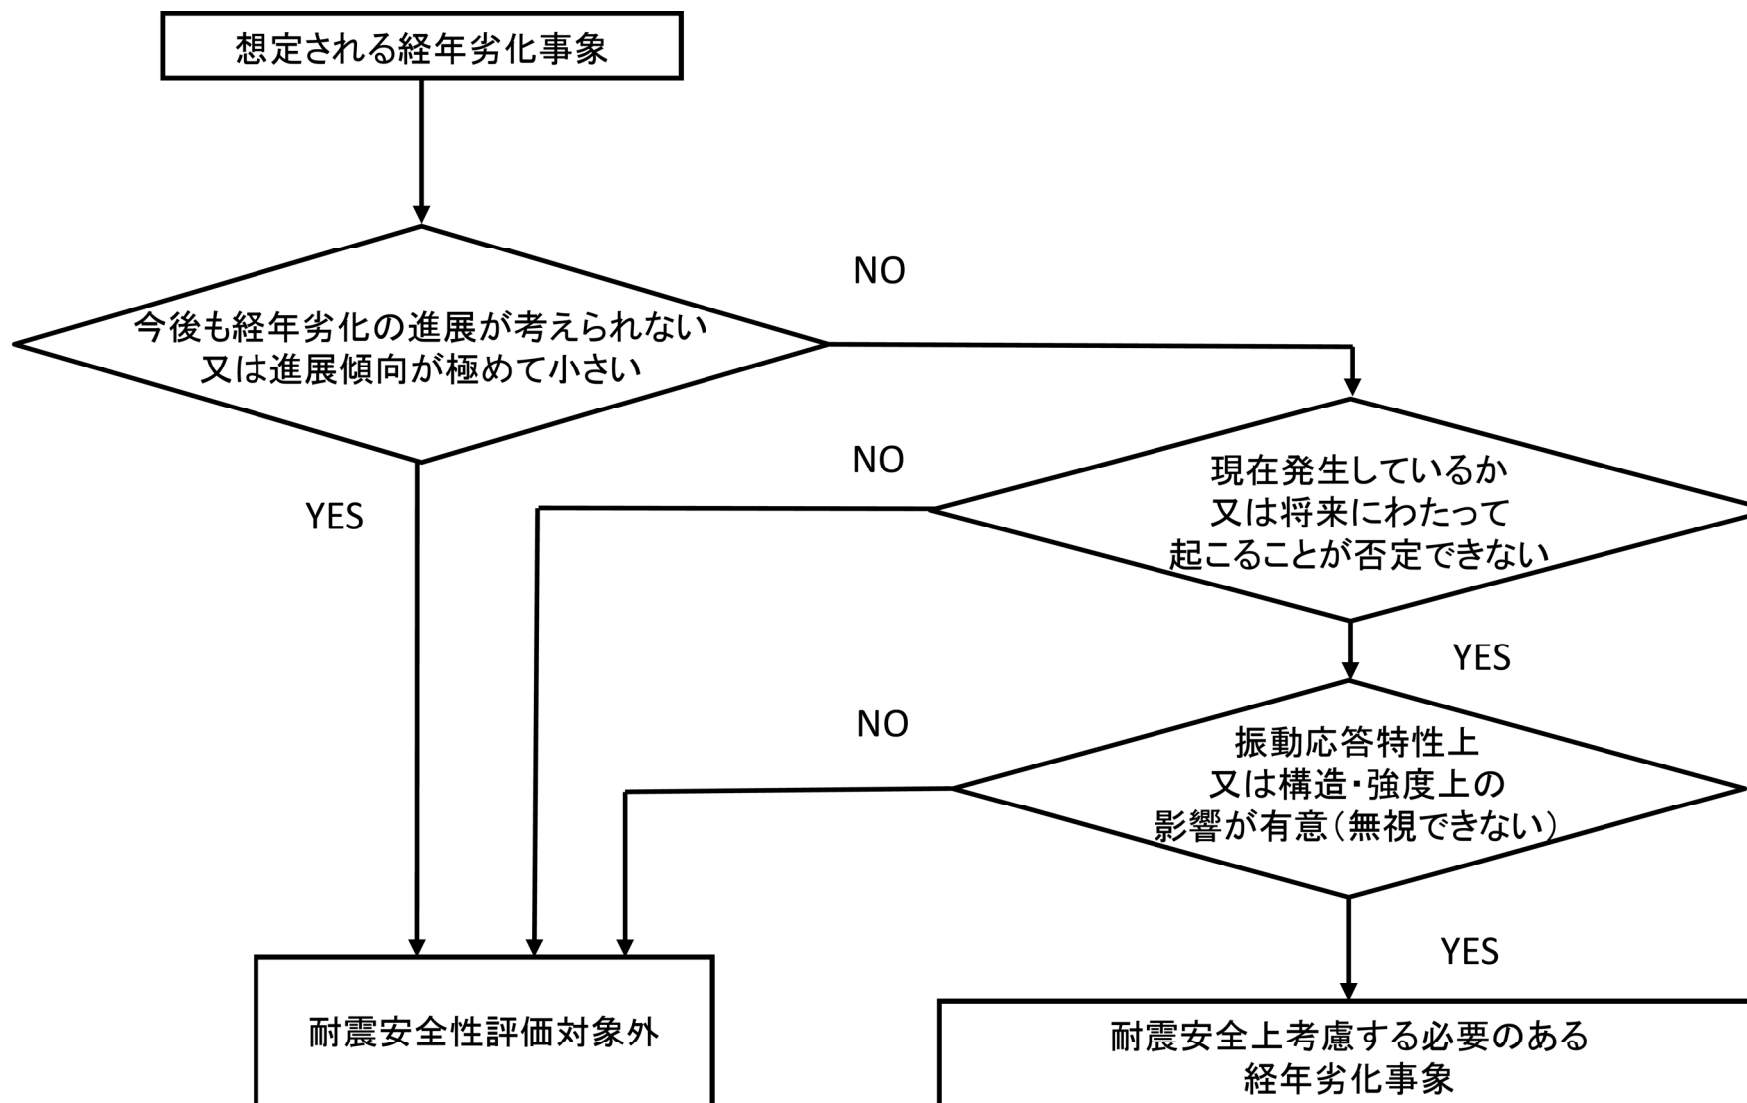 想定される経年劣化事象
NO
今後も経年劣化の進展が考えられない
又は進展傾向が極めて小さい
NO
現在発生しているか
又は将来にわたって
起こることが否定できない
YES
YES
NO
振動応答特性上
又は構造・強度上の
影響が有意(無視できない)
YES
耐震安全性評価対象外
耐震安全上考慮する必要のある
経年劣化事象